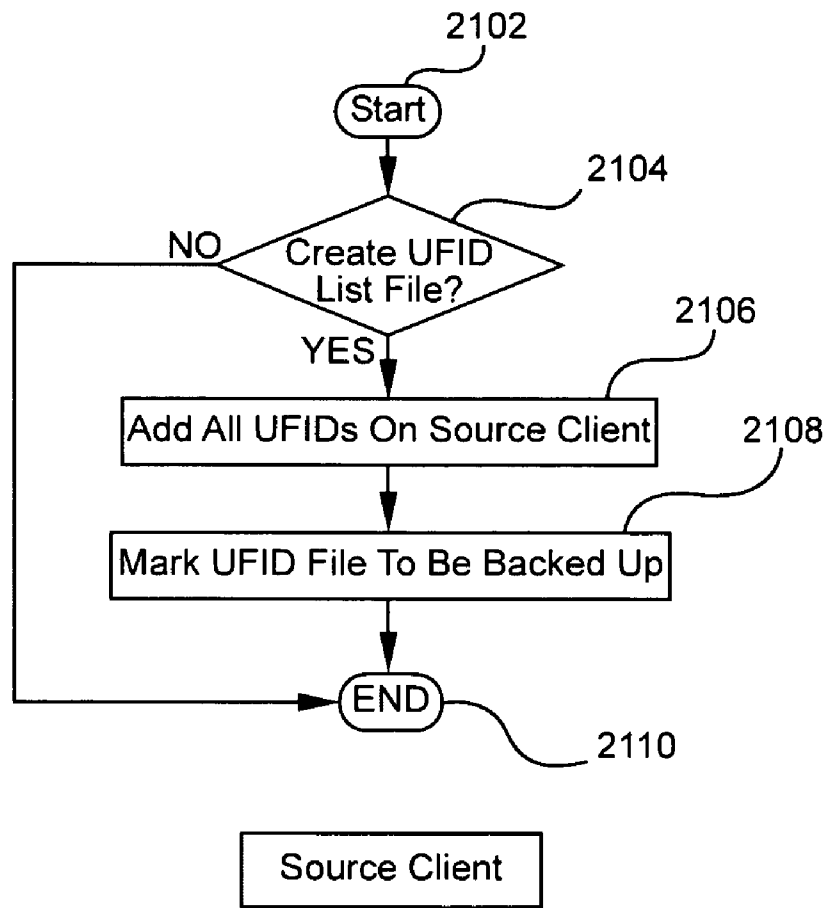 2102
Start
2104
NO
Create UFID
List File?
YES
2106
Add All UFIDs On Source Client
2108
Mark UFID File To Be Backed Up
END
2110
Source Client